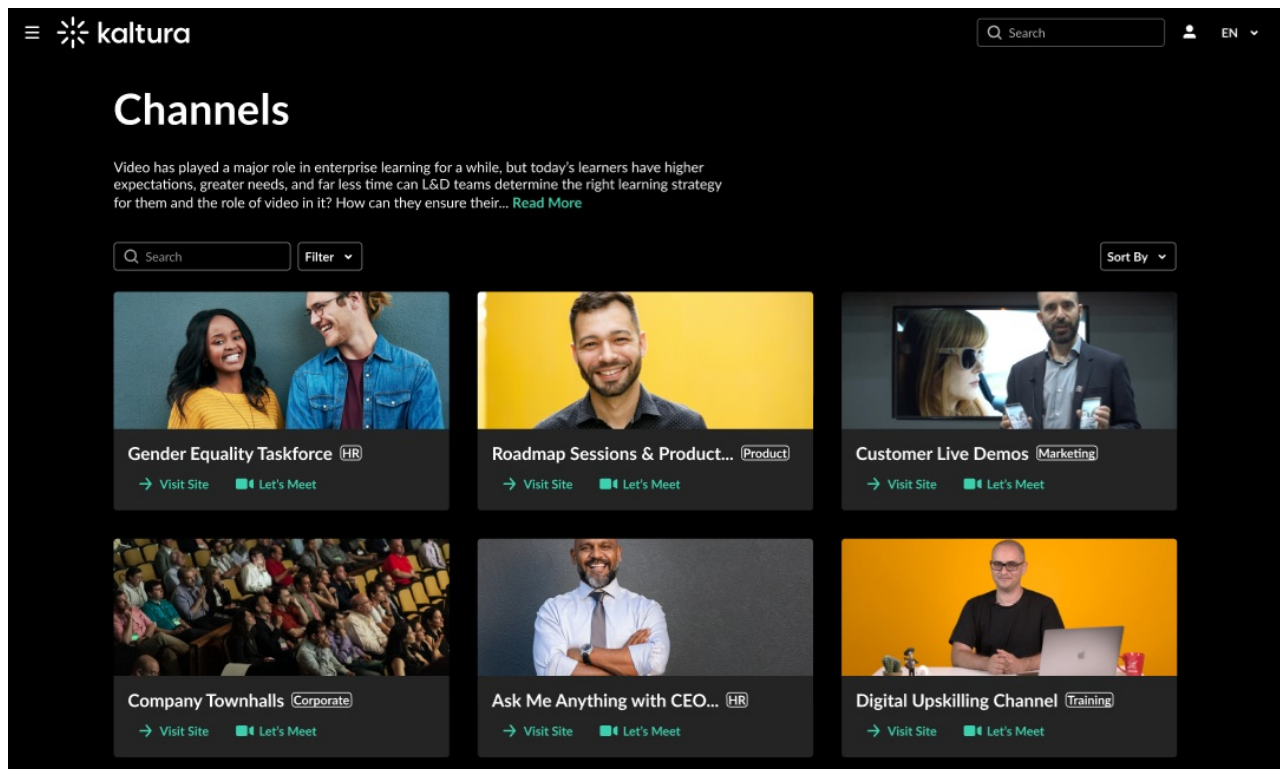 kaltura
Search
EN
Channels
Video has played a major role in enterprise learning for a while, but today's learners have higher
expectations, greater needs, and far less time can L&D teams determine the right learning strategy
for them and the role of video in it? How can they ensure their... Read More
Search
Filter
Sort By
Gender Equality Taskforce HR
Visit Site Let's Meet
Roadmap Sessions & Product... Product
Visit Site Let's Meet
Customer Live Demos Marketing
Visit Site Let's Meet
Company Townhalls Corporate
Visit Site Let's Meet
Ask Me Anything with CEO... HR
Visit Site Let's Meet
Digital Upskilling Channel Training
Visit Site Let's Meet